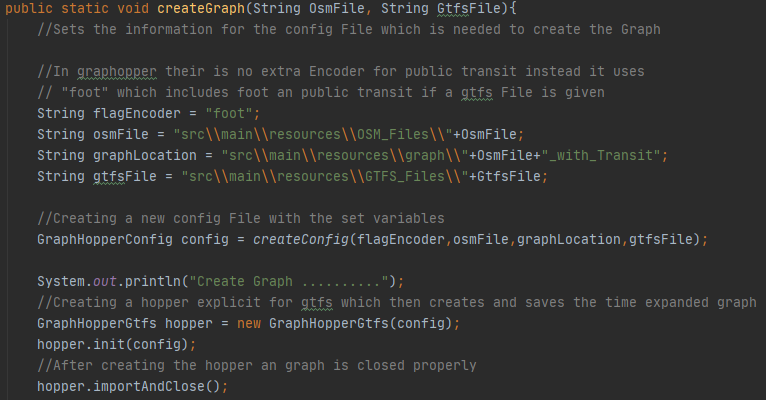 public static void createGraph(String OsmFile, String GtfsFile){
//Sets the information for the config File which is needed to create the Graph
//In graphopper their is no extra Encoder for public transit instead it uses
// "foot" which includes foot an public transit if a gtfs File is given
String flagEncoder = "foot";
String osmFile = "src\\main\\resources\\OSM_Files\\"+OsmFile;
String graphLocation = "src\\main\\resources\\graph\\"+OsmFile+"_with_Transit";
String gtfsFile = "src\\main\\resources\\GTFS_Files\\"+GtfsFile;
//Creating a new config File with the set variables
GraphHopperConfig config = createConfig(flagEncoder,osmFile,graphLocation,gtfsFile);
System.out.println("Create Graph ..........");
//Creating a hopper explicit for gtfs which then creates and saves the time expanded graph
GraphHopperGtfs hopper = new GraphHopperGtfs(config);
hopper.init(config);
//After creating the hopper an graph is closed properly
hopper.importAndClose();